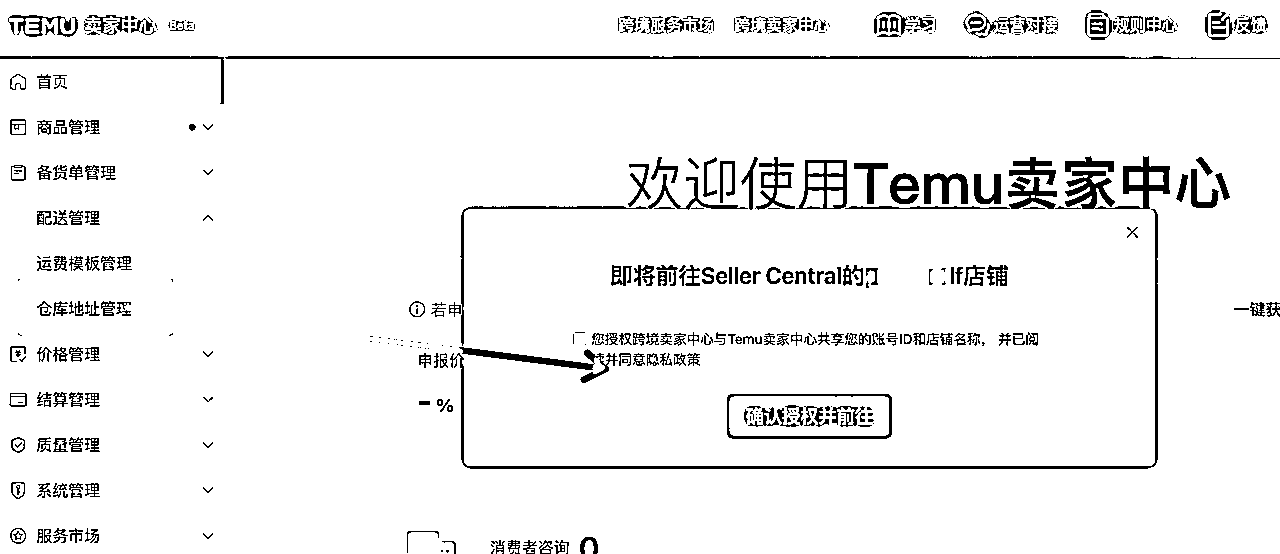 TEMU 卖家中心 Beta
跨境服务市场 跨境卖家中心 学习 运营对接 规则中心 反馈
首页
商品管理
备货单管理
配送管理
运费模板管理
仓库地址管理
价格管理
结算管理
质量管理
系统管理
服务市场
欢迎使用Temu卖家中心
即将前往Seller Central的 lf店铺
您授权跨境卖家中心与Temu卖家中心共享您的账号ID和店铺名称，并已阅
并同意隐私政策
确认授权并前往
若申
一键获
申报价
- %
消费者咨询 0